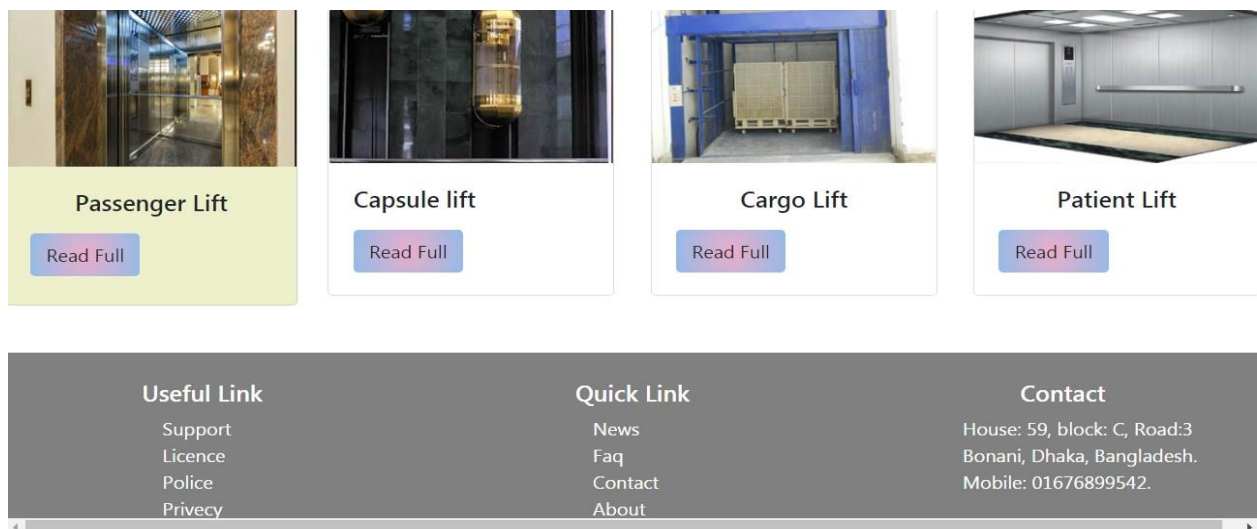 Passenger Lift
Read Full
Capsule lift
Read Full
Cargo Lift
Read Full
Patient Lift
Read Full
Useful Link
Support
Licence
Police
Privecy
Quick Link
News
Faq
Contact
About
Contact
House: 59, block: C, Road:3
Bonani, Dhaka, Bangladesh.
Mobile: 01676899542.